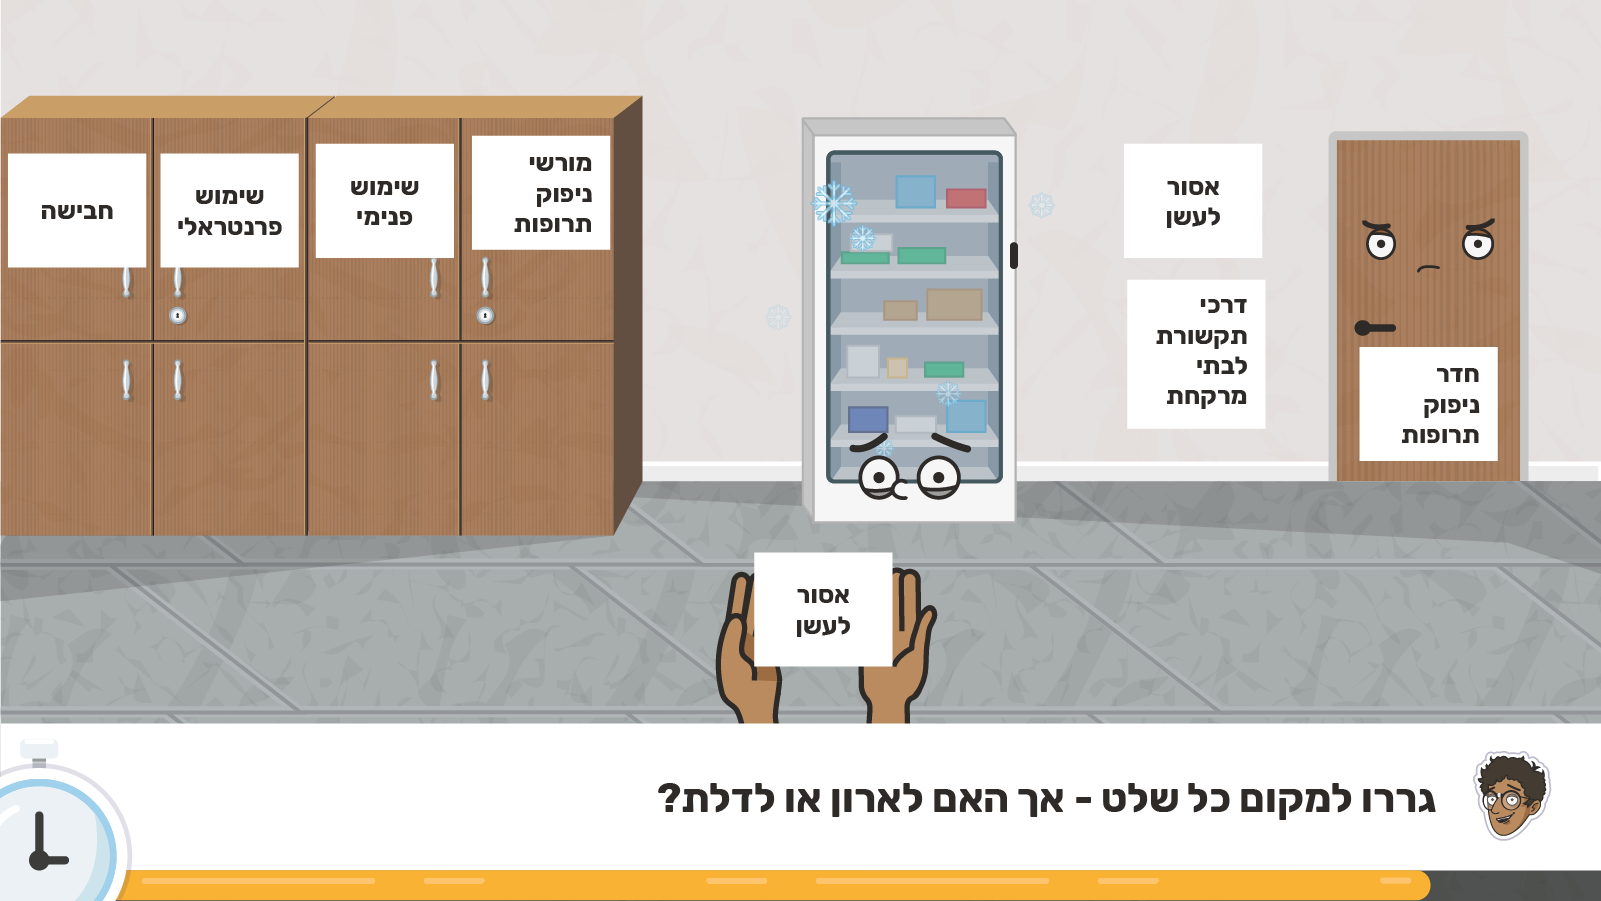 מורשי
ניפוק
תרופות
שימוש
פנימי
שימוש
פרנטראלי
חבישה
אסור
לעשן
דרכי
תקשורת
לבתי
מרקחת
חדר
ניפוק
תרופות
אסור
לעשן
גררו למקום כל שלט - אך האם לארון או לדלת?